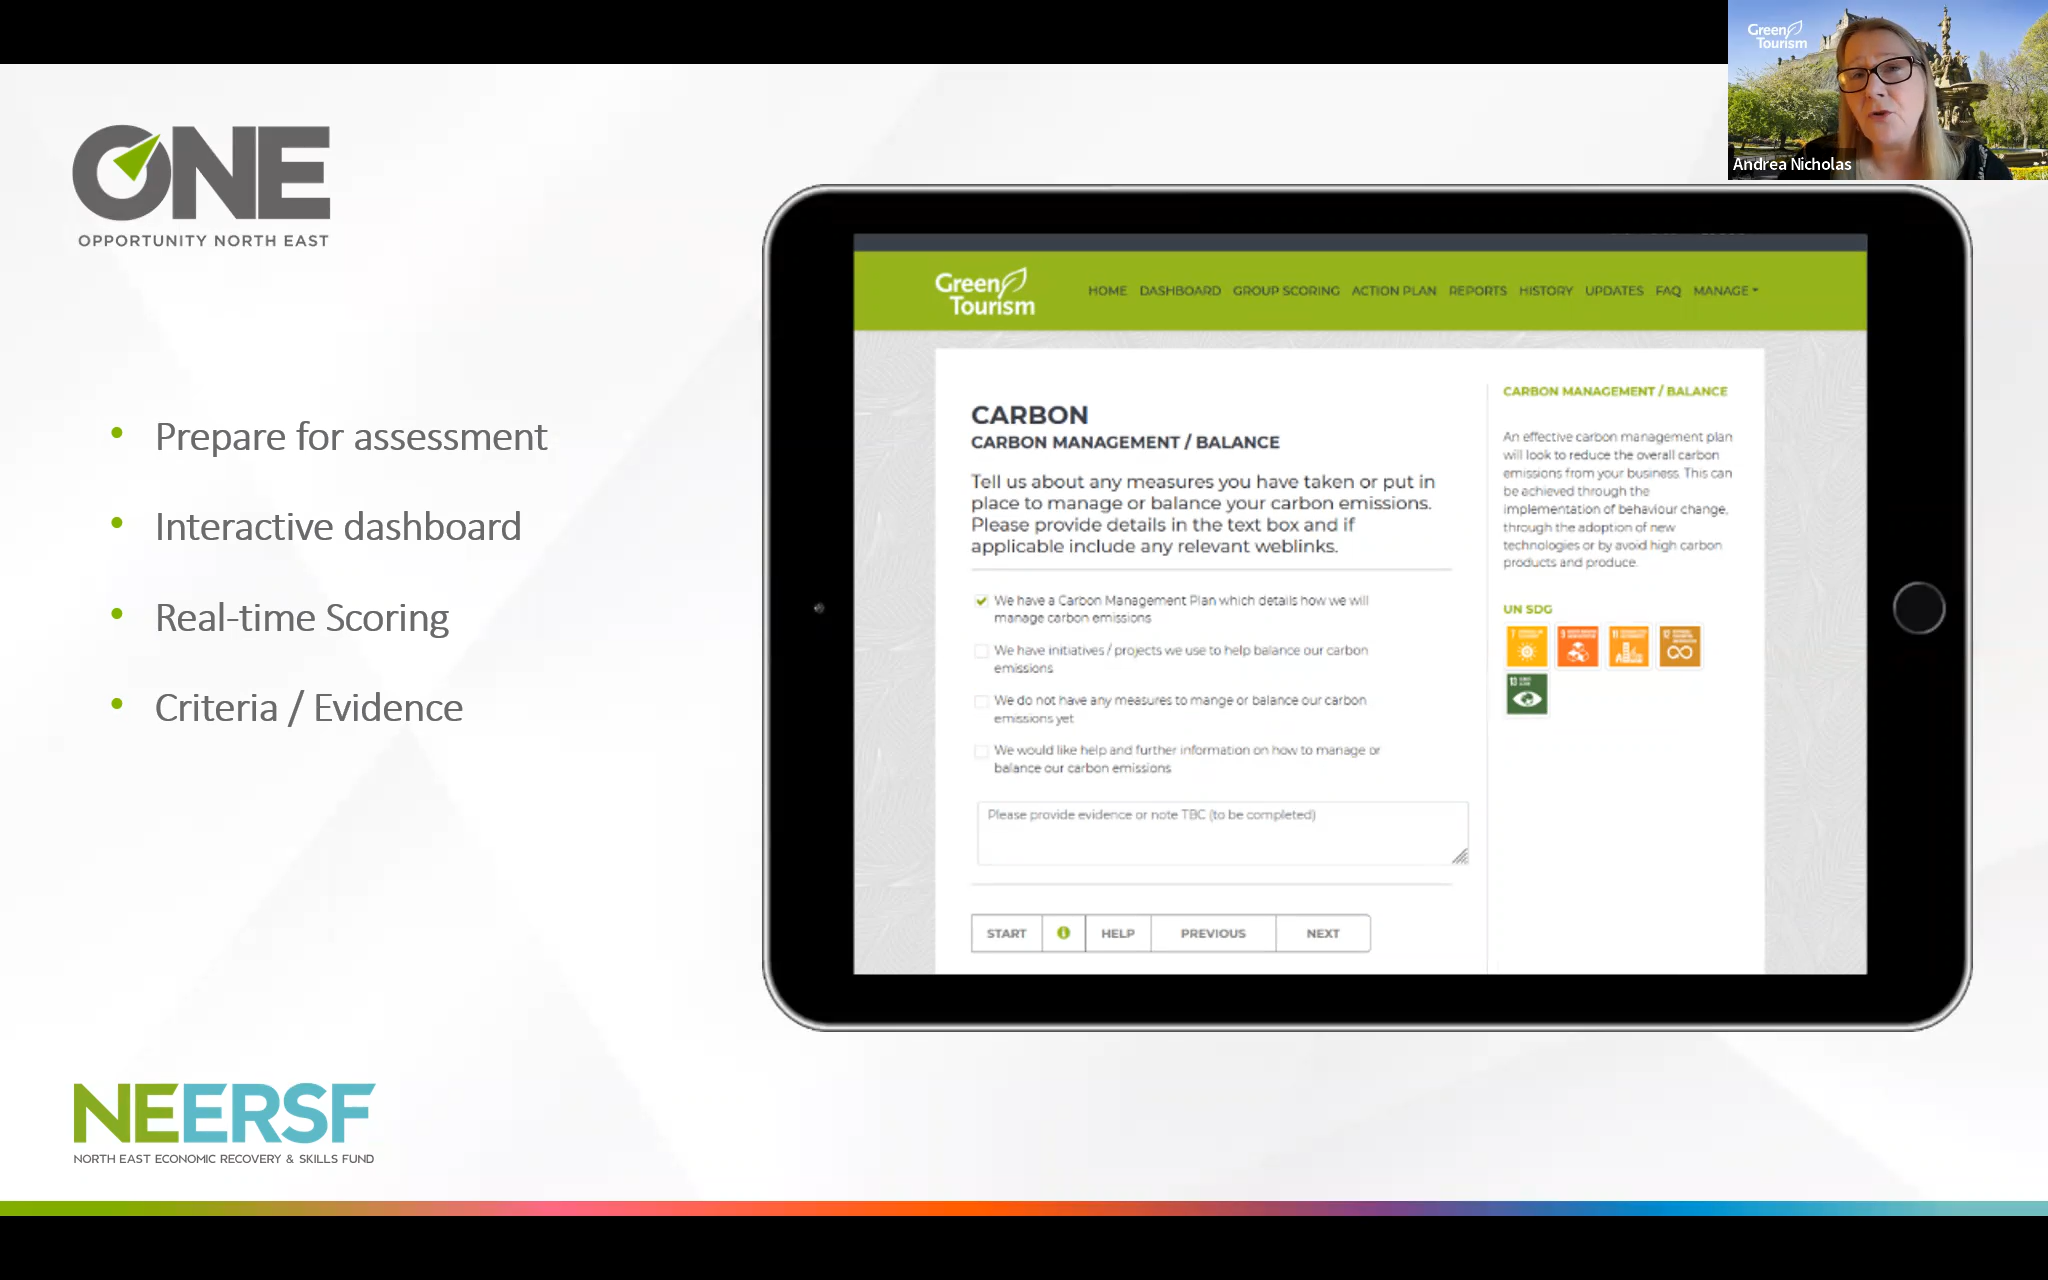 Green
Tourism
Andrea Nicholas
ONE
OPPORTUNITY NORTH EAST
• Prepare for assessment
• Interactive dashboard
• Real-time Scoring
• Criteria / Evidence
NEERSF
NORTH EAST ECONOMIC RECOVERY & SKILLS FUND
Green
Tourism
HOME DASHBOARD GROUP SCORING ACTION PLAN REPORTS HISTORY UPDATES FAQ MANAGE
CARBON
CARBON MANAGEMENT / BALANCE
Tell us about any measures you have taken or put in
place to manage or balance your carbon emissions.
Please provide details in the text box and if
applicable include any relevant weblinks.
We have a Carbon Management Plan which details how we will
manage carbon emissions
We have initiatives / projects we use to help balance our carbon
emissions
We do not have any measures to mange or balance our carbon
emissions yet
We would like help and further information on how to manage or
balance our carbon emissions
Please provide evidence or note TBC (to be completed)
START HELP PREVIOUS NEXT
CARBON MANAGEMENT / BALANCE
An effective carbon management plan
will look to reduce the overall carbon
emissions from your business. This can
be achieved through the
implementation of behaviour change,
through the adoption of new
technologies or by avoid high carbon
products and produce.
UN SDG
7
9
11
12
13